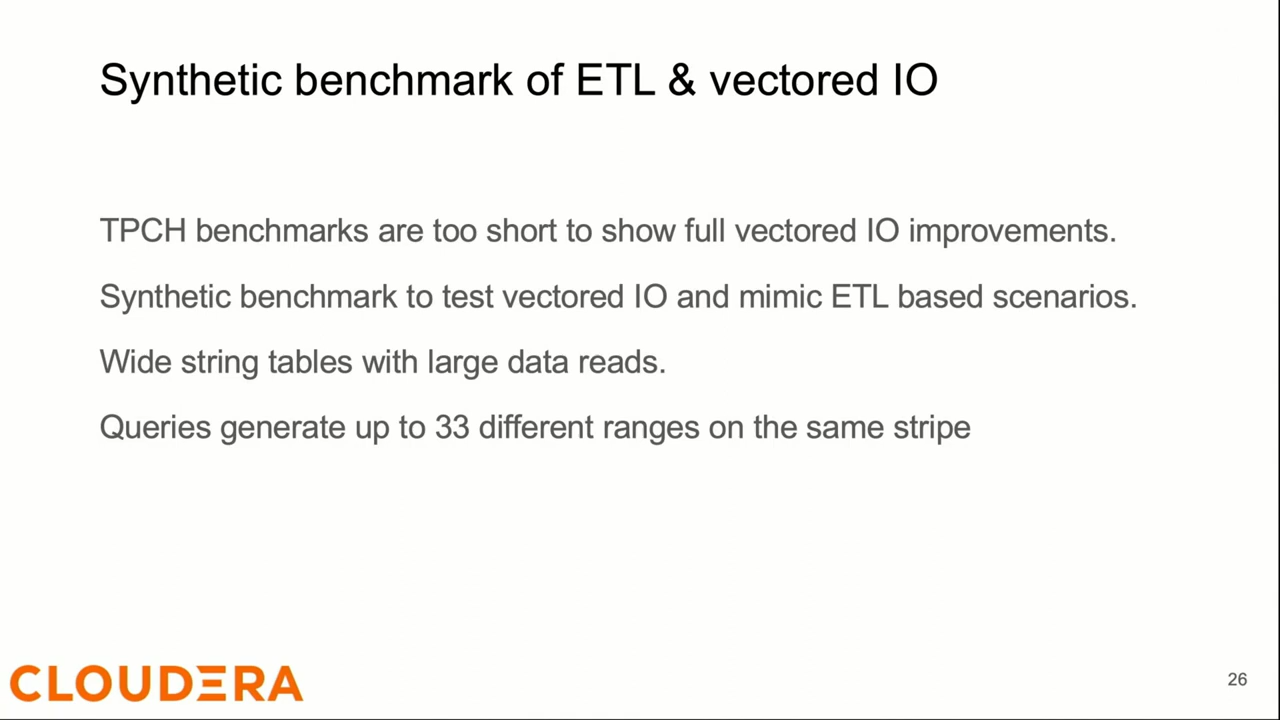 Synthetic benchmark of ETL & vectored IO
TPCH benchmarks are too short to show full vectored IO improvements.
Synthetic benchmark to test vectored IO and mimic ETL based scenarios.
Wide string tables with large data reads.
Queries generate up to 33 different ranges on the same stripe
CLOUDERA
26